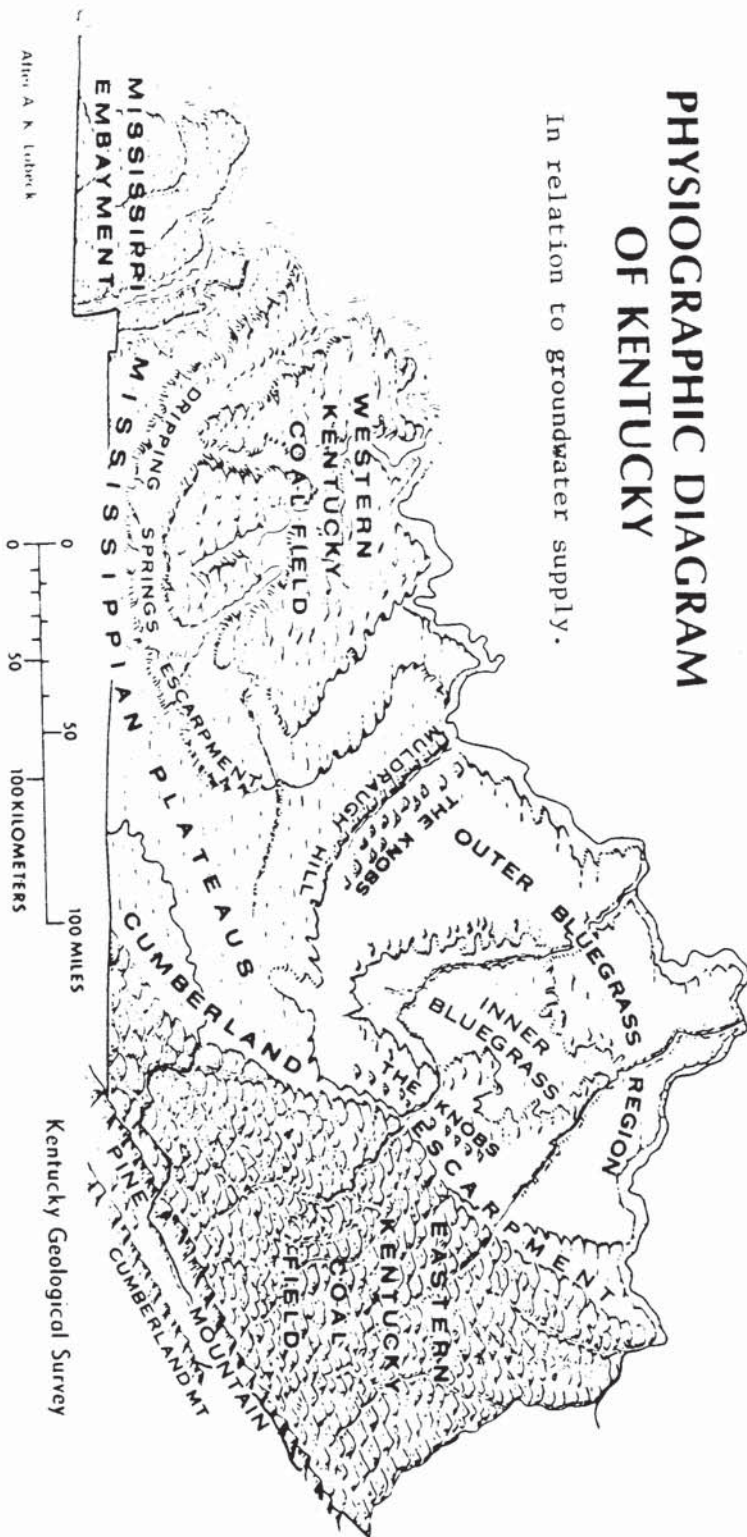 PHYSIOGRAPHIC DIAGRAM
OF KENTUCKY
In relation to groundwater supply.
MISSISSIPPI
EMBAYMENT
WESTERN
KENTUCKY
COAL FIELD
DRIPPING SPRINGS ESCARPMENT
MISSISSIPPIAN PLATEAUS
MULDRAUGH HILL
THE KNOBS
OUTER BLUEGRASS REGION
INNER
BLUEGRASS
THE KNOBS
CUMBERLAND ESCARPMENT
EASTERN
KENTUCKY
COAL
FIELD
PINE MOUNTAIN
CUMBERLAND MT
0 50 100 MILES
0 50 100 KILOMETERS
After A. K. Lobeck
Kentucky Geological Survey